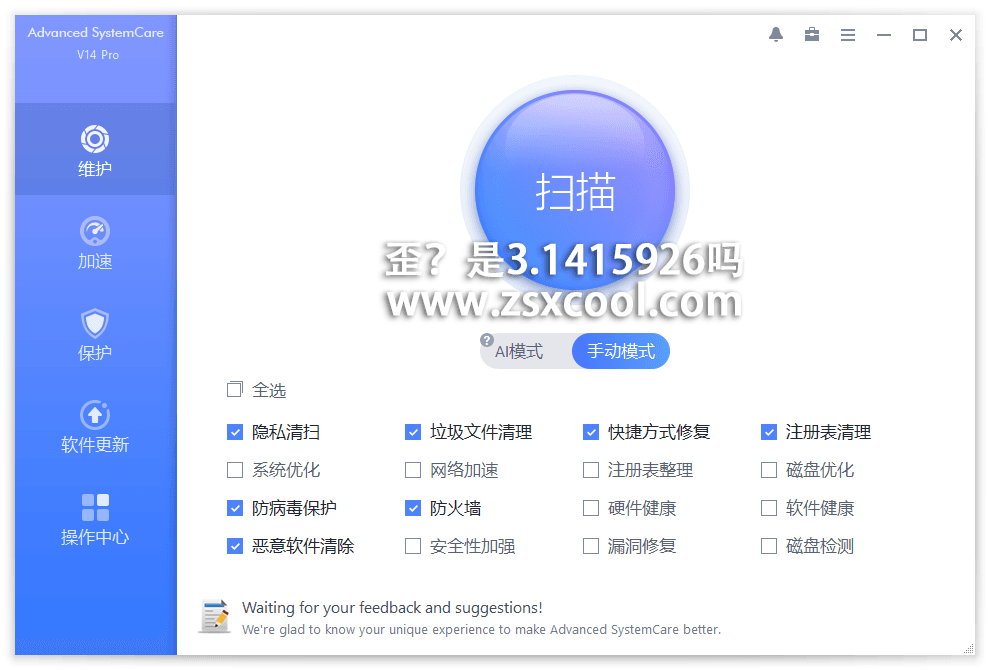 Advanced SystemCare
V14 Pro
维护
加速
保护
软件更新
操作中心
扫描
歪？是3.1415926吗
www.zsxcool.com
? AI模式 手动模式
全选
隐私清扫 垃圾文件清理 快捷方式修复 注册表清理
系统优化 网络加速 注册表整理 磁盘优化
防病毒保护 防火墙 硬件健康 软件健康
恶意软件清除 安全性加强 漏洞修复 磁盘检测
Waiting for your feedback and suggestions!
We're glad to know your unique experience to make Advanced SystemCare better.